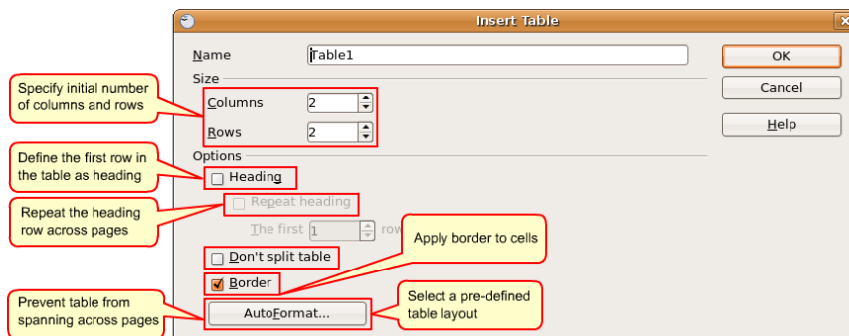 Insert Table
Name
Table1
OK
Size
Cancel
Specify initial number
of columns and rows
Columns
2
Rows
2
Help
Options
Define the first row in
the table as heading
Heading
Repeat the heading
row across pages
Repeat heading
The first
1
row
Apply border to cells
Don't split table
Border
Prevent table from
spanning across pages
AutoFormat...
Select a pre-defined
table layout